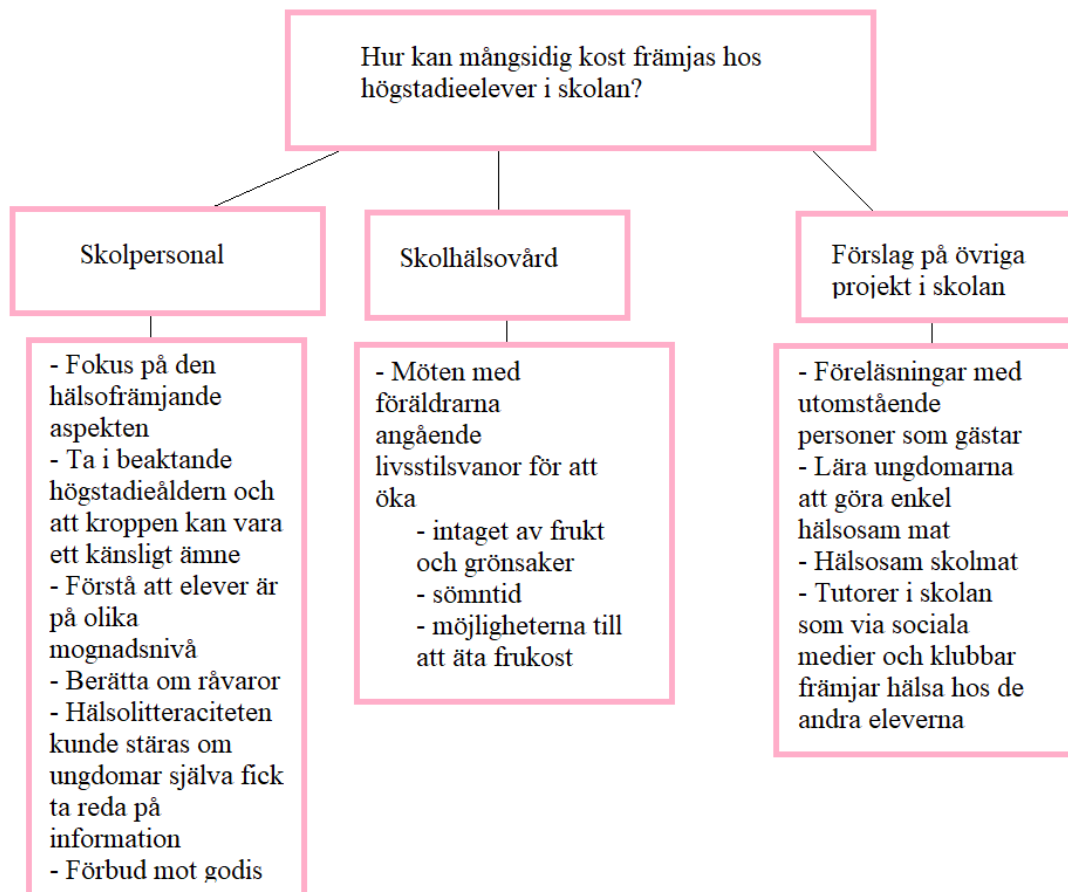 Hur kan mångsidig kost främjas hos
högstadieelever i skolan?
Skolpersonal
Skolhälsovård
Förslag på övriga
projekt i skolan
- Fokus på den
hälsofrämjande
aspekten
- Ta i beaktande
högstadieåldern och
att kroppen kan vara
ett känsligt ämne
- Förstå att elever är
på olika
mognadsnivå
- Berätta om råvaror
- Hälsolitteraciteten
kunde stäras om
ungdomar själva fick
ta reda på
information
- Förbud mot godis
- Möten med
föräldrarna
angående
livsstilsvanor för att
öka
- intaget av frukt
och grönsaker
- sömntid
- möjligheterna till
att äta frukost
- Föreläsningar med
utomstående
personer som gästar
- Lära ungdomarna
att göra enkel
hälsosam mat
- Hälsosam skolmat
- Tutorer i skolan
som via sociala
medier och klubbar
främjar hälsa hos de
andra eleverna